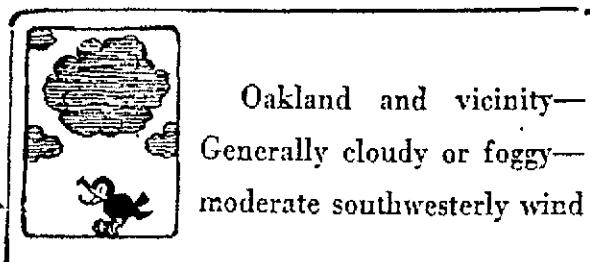 Oakland and vicinity—
Generally cloudy or foggy—
moderate southwesterly wind